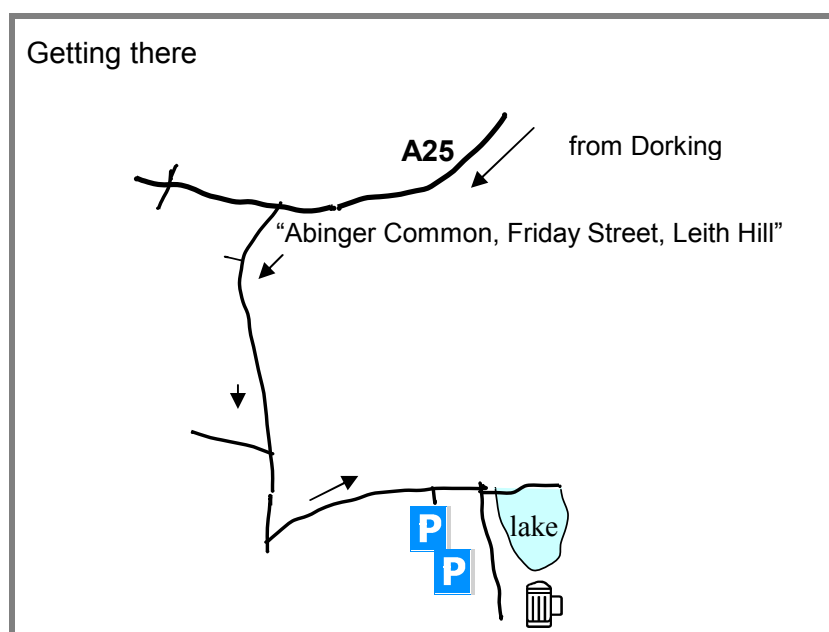 Getting there
A25
from Dorking
“Abinger Common, Friday Street, Leith Hill”
P
P
lake